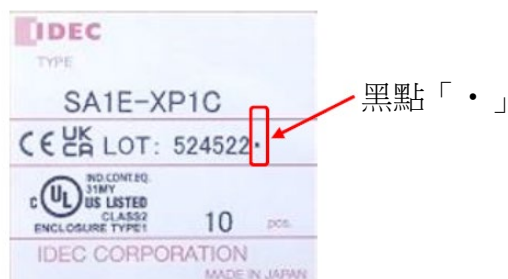 IDEC
TYPE
SA1E-XP1C
黑點「•」
CE UK CA LOT: 524522•
IND.CONT.EQ.
31MY
C UL US LISTED
CLASS2
ENCLOSURE TYPE1
10 pcs.
IDEC CORPORATION
MADE IN JAPAN